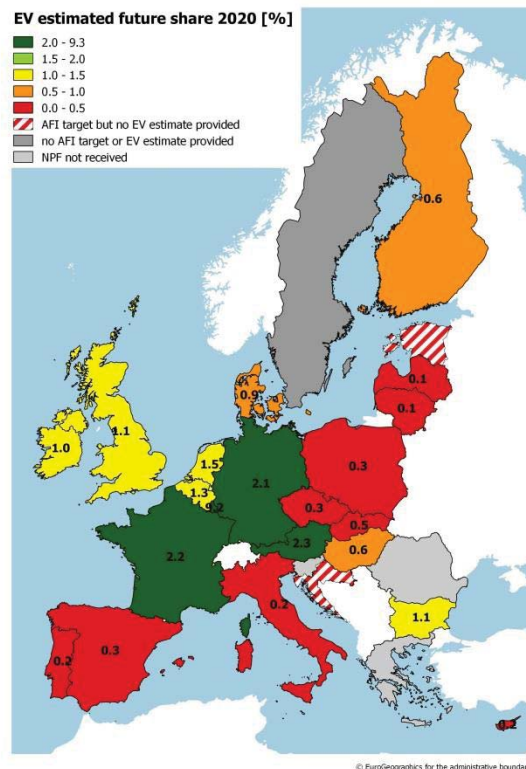 EV estimated future share 2020 [%]
2.0 - 9.3
1.5 - 2.0
1.0 - 1.5
0.5 - 1.0
0.0 - 0.5
AFI target but no EV estimate provided
no AFI target or EV estimate provided
NPF not received
0.6
0.1
0.1
0.9
1.0
1.1
1.5
1.3
9.2
2.1
0.3
0.3
0.5
2.2
2.3
0.6
0.2
1.1
0.2
0.3
0.2
© EuroGeographics for the administrative boundar